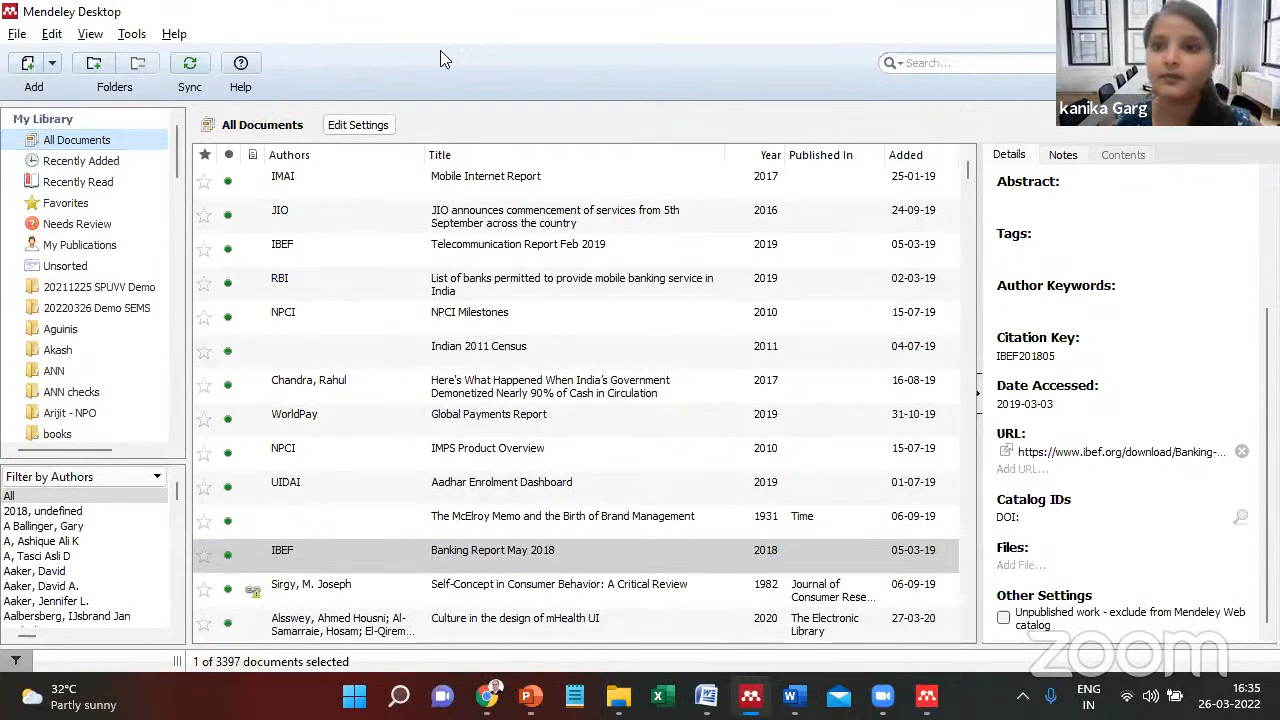 Mendeley Desktop
File Edit View Tools Help
Search...
Add Folders Sync Help
kanika Garg
My Library
All Documents
Recently Added
Recently Read
Favorites
Needs Review
My Publications
Unsorted
20211225 SPUVV Demo
20220326 Demo SEMS
Aguinis
Akash
ANN
ANN checks
Arijit - NPO
books
Filter by Authors
All
2018, undefined
A Ballinger, Gary
A, Ashique Ali K
A, Tasci Asli D
Aaker, David
Aaker, David A.
Aaker, Jennifer L.
Aalbersberg, IJsbrand Jan
All Documents Edit Settings
Authors Title Year Published In Added
IMAI Mobile Internet Report 2017 25-01-19
JIO JIO announces commencement of services from 5th 2016 24-09-19
September across the country
IBEF Telecommunication Report Feb 2019 2019 05-03-19
RBI List of banks permitted to provide mobile banking service in 2019 02-03-19
India
NPCI NPCI Milestones 2010 15-07-19
Indian 2011 Census 2011 04-07-19
Chandra, Rahul Here's What Happened When India's Government 2017 16-08-19
Demonetized Nearly 90% of Cash in Circulation
WorldPay Global Payments Report 2019 31-10-19
NPCI IMPS Product Overview 2010 15-07-19
UIDAI Aadhar Enrolment Dashboard 2019 01-07-19
The McElroy Memo and the Birth of Brand Management 1931 Time 06-09-19
IBEF Banking Report May 2018 2018 05-03-19
Sirgy, M. Joseph Self-Concept in Consumer Behavior: A Critical Review 1982 Journal of 09-09-19
Consumer Rese...
Alsswey, Ahmed Housni; Al- Culture in the design of mHealth UI 2020 The Electronic 27-03-20
Samarraie, Hosam; El-Qirem... Library
1 of 3397 documents selected
Details Notes Contents
Abstract:
Tags:
Author Keywords:
Citation Key:
IBEF201805
Date Accessed:
2019-03-03
URL:
https://www.ibef.org/download/Banking-...
Add URL...
Catalog IDs
DOI:
Files:
Add File...
Other Settings
Unpublished work - exclude from Mendeley Web
catalog
zoom
32°C
Partly sunny
ENG
IN
16:35
26-03-2022